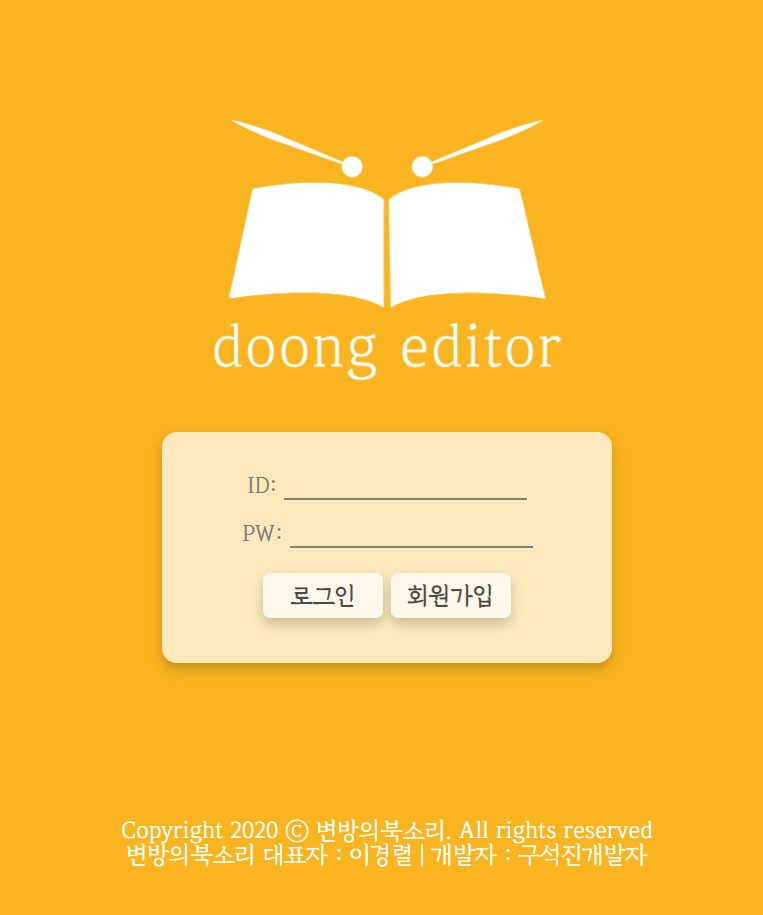 doong editor
ID:
PW:
로그인 회원가입
Copyright 2020 ⓒ 변방의북소리. All rights reserved
변방의북소리 대표자 : 이경렬 | 개발자 : 구석진개발자